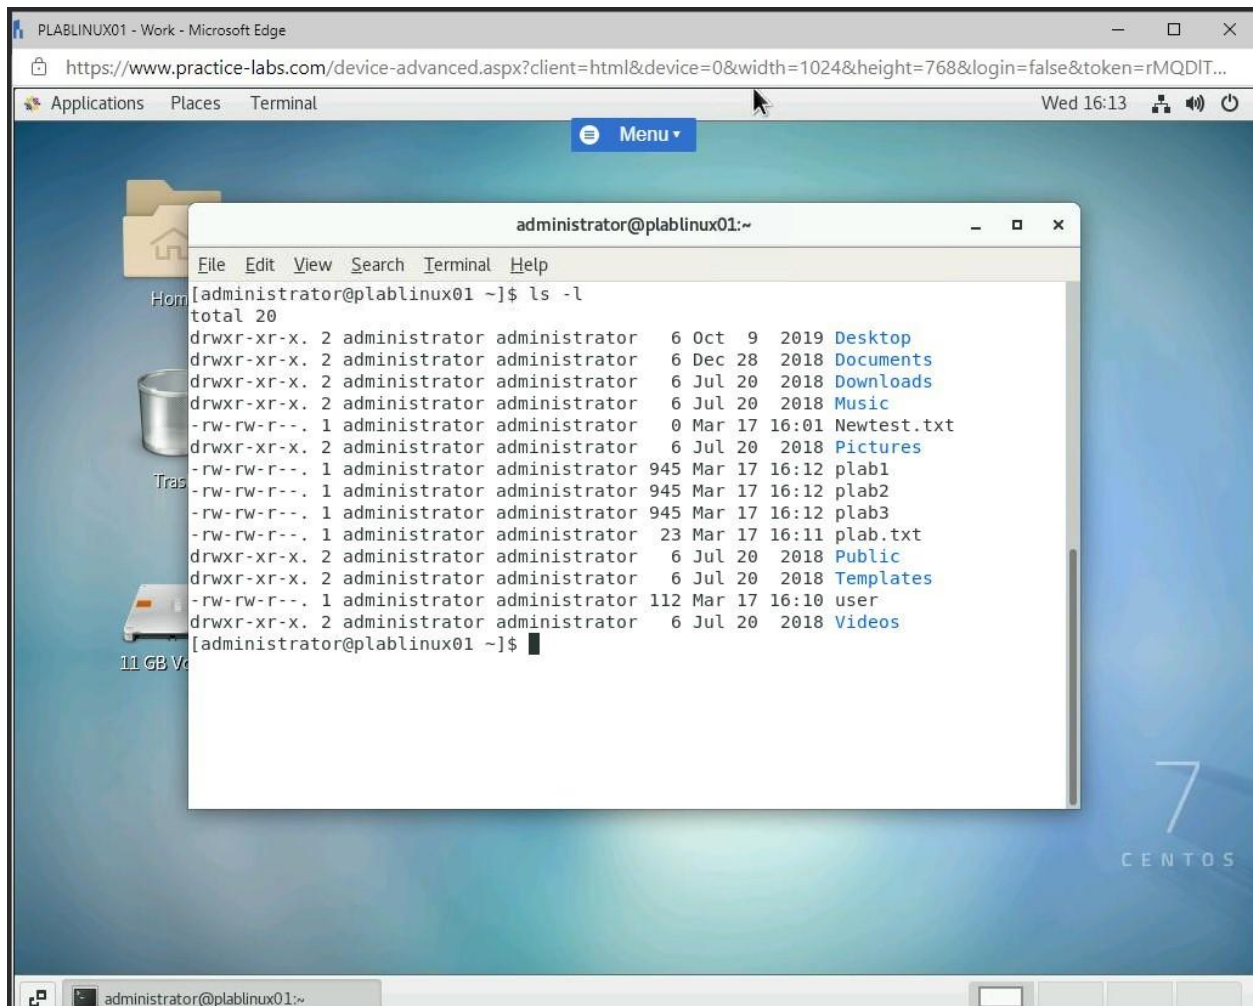 PLABLINUX01 - Work - Microsoft Edge
https://www.practice-labs.com/device-advanced.aspx?client=html&device=0&width=1024&height=768&login=false&token=rMQDlT...
Applications Places Terminal Wed 16:13
Menu
administrator@plablinux01:~
File Edit View Search Terminal Help
[administrator@plablinux01 ~]$ ls -l
total 20
drwxr-xr-x. 2 administrator administrator   6 Oct  9  2019 Desktop
drwxr-xr-x. 2 administrator administrator   6 Dec 28  2018 Documents
drwxr-xr-x. 2 administrator administrator   6 Jul 20  2018 Downloads
drwxr-xr-x. 2 administrator administrator   6 Jul 20  2018 Music
-rw-rw-r--. 1 administrator administrator   0 Mar 17 16:01 Newtest.txt
drwxr-xr-x. 2 administrator administrator   6 Jul 20  2018 Pictures
-rw-rw-r--. 1 administrator administrator 945 Mar 17 16:12 plab1
-rw-rw-r--. 1 administrator administrator 945 Mar 17 16:12 plab2
-rw-rw-r--. 1 administrator administrator 945 Mar 17 16:12 plab3
-rw-rw-r--. 1 administrator administrator  23 Mar 17 16:11 plab.txt
drwxr-xr-x. 2 administrator administrator   6 Jul 20  2018 Public
drwxr-xr-x. 2 administrator administrator   6 Jul 20  2018 Templates
-rw-rw-r--. 1 administrator administrator 112 Mar 17 16:10 user
drwxr-xr-x. 2 administrator administrator   6 Jul 20  2018 Videos
[administrator@plablinux01 ~]$
Hom
Tras
11 GB Vo
7
CENTOS
administrator@plablinux01:~